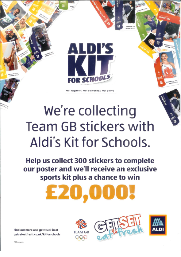 ALDI'S
KIT
FOR SCHOOLS
We're collecting
Team GB stickers with
Aldi's Kit for Schools.
Help us collect 300 stickers to complete
our poster and we'll receive an exclusive
sports kit plus a chance to win
£20,000!
GET SET
eat fresh
ALDI